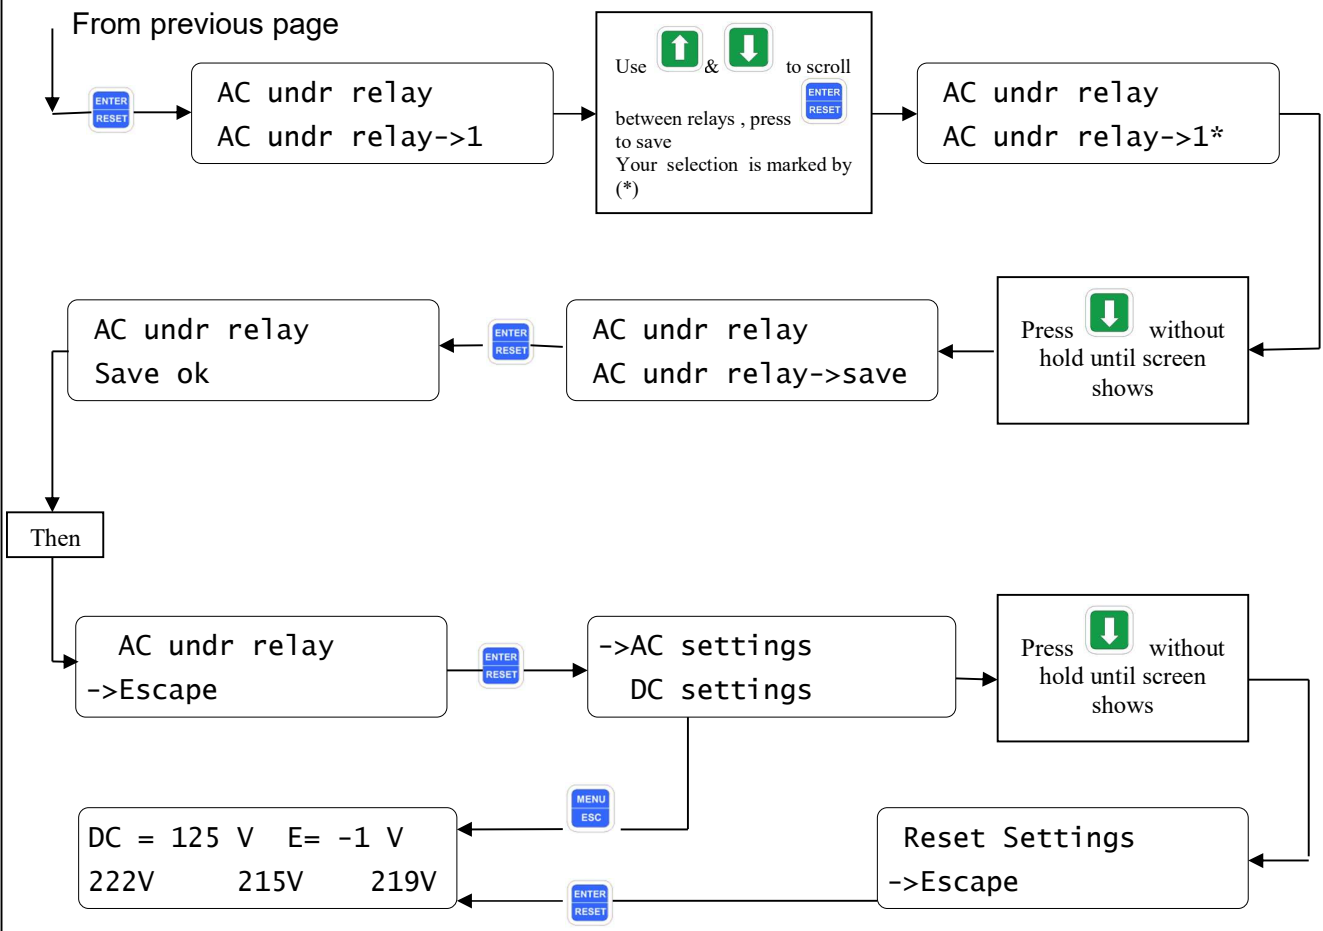 From previous page
ENTER
RESET
AC undr relay
AC undr relay->1
Use & to scroll
ENTER
RESET
between relays , press
to save
Your selection is marked by
(*)
AC undr relay
AC undr relay->1*
AC undr relay
Save ok
ENTER
RESET
AC undr relay
AC undr relay->save
Press without
hold until screen
shows
Then
AC undr relay
->Escape
ENTER
RESET
->AC settings
DC settings
Press without
hold until screen
shows
DC = 125 V E= -1 V
222V 215V 219V
MENU
ESC
ENTER
RESET
Reset Settings
->Escape